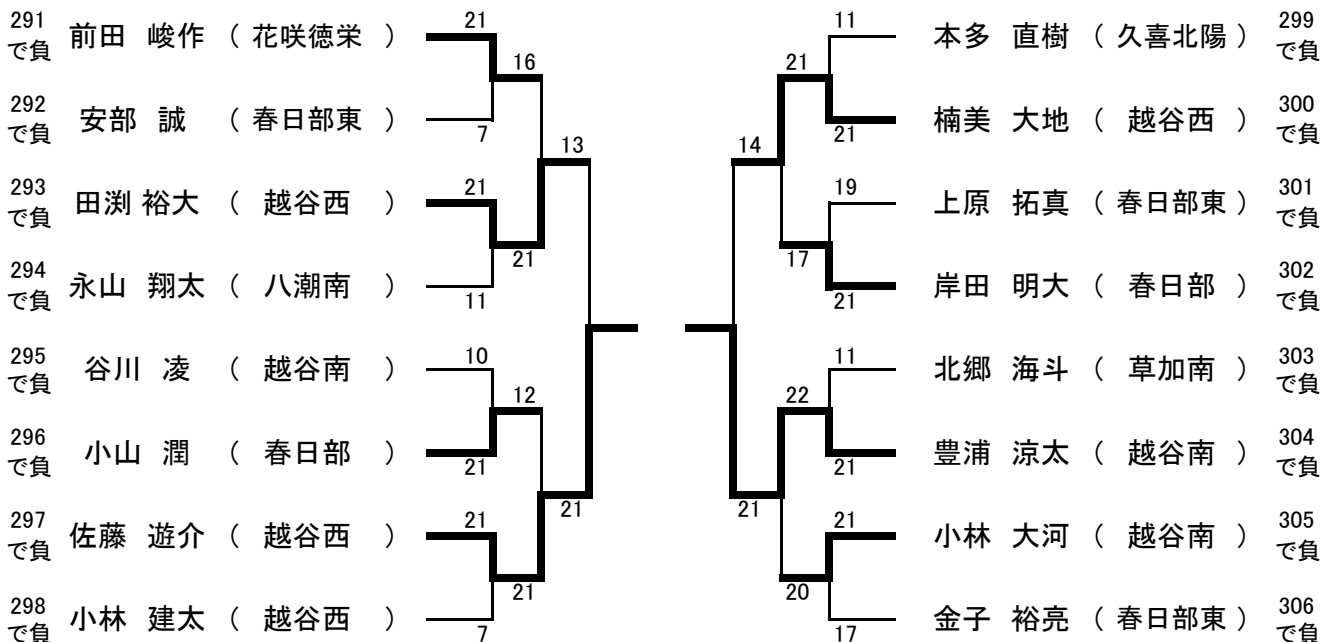 291 で負 前田 峻作 ( 花咲徳栄 ) 21
16
292 で負 安部 誠 ( 春日部東 ) 7
13
293 で負 田渕 裕大 ( 越谷西 ) 21
21
294 で負 永山 翔太 ( 八潮南 ) 11
295 で負 谷川 凌 ( 越谷南 ) 10
12
296 で負 小山 潤 ( 春日部 ) 21
21
297 で負 佐藤 遊介 ( 越谷西 ) 21
21
298 で負 小林 建太 ( 越谷西 ) 7
11 本多 直樹 ( 久喜北陽 ) 299 で負
21
21 楠美 大地 ( 越谷西 ) 300 で負
14
19 上原 拓真 ( 春日部東 ) 301 で負
17
21 岸田 明大 ( 春日部 ) 302 で負
11 北郷 海斗 ( 草加南 ) 303 で負
22
21 豊浦 涼太 ( 越谷南 ) 304 で負
21
21 小林 大河 ( 越谷南 ) 305 で負
20
17 金子 裕亮 ( 春日部東 ) 306 で負